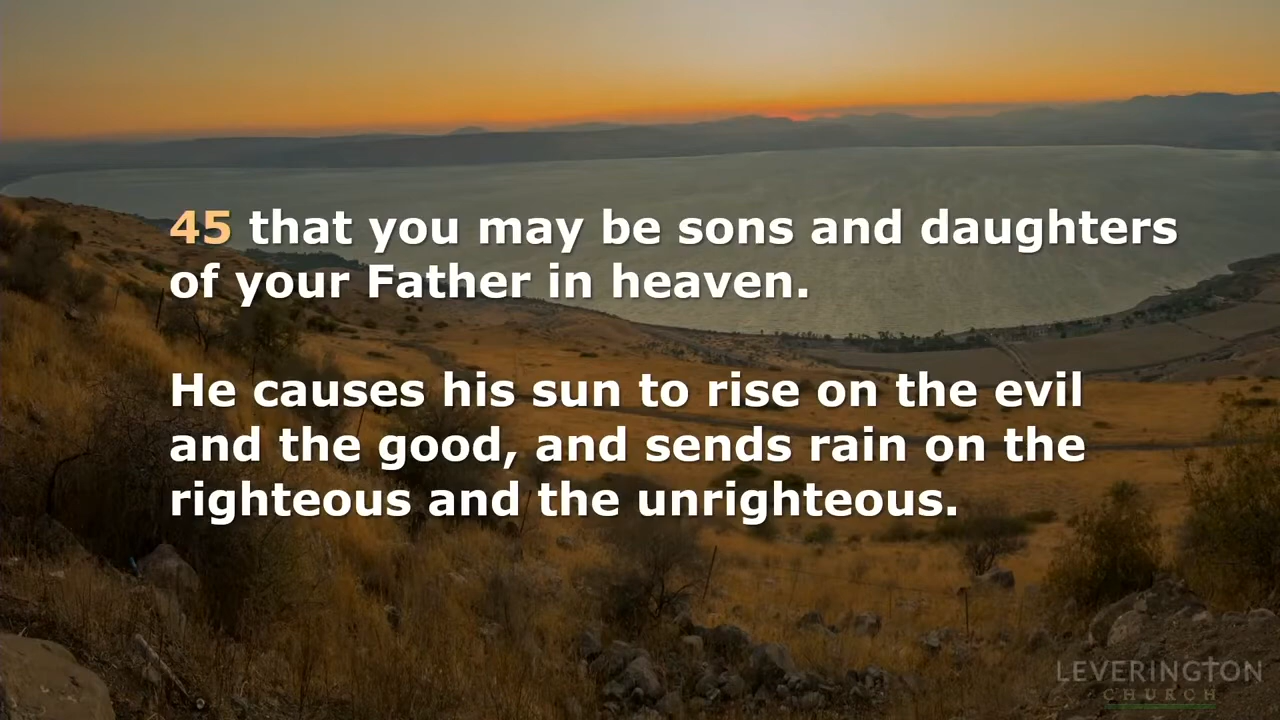 45 that you may be sons and daughters
of your Father in heaven.
He causes his sun to rise on the evil
and the good, and sends rain on the
righteous and the unrighteous.
LEVERINGTON
CHURCH